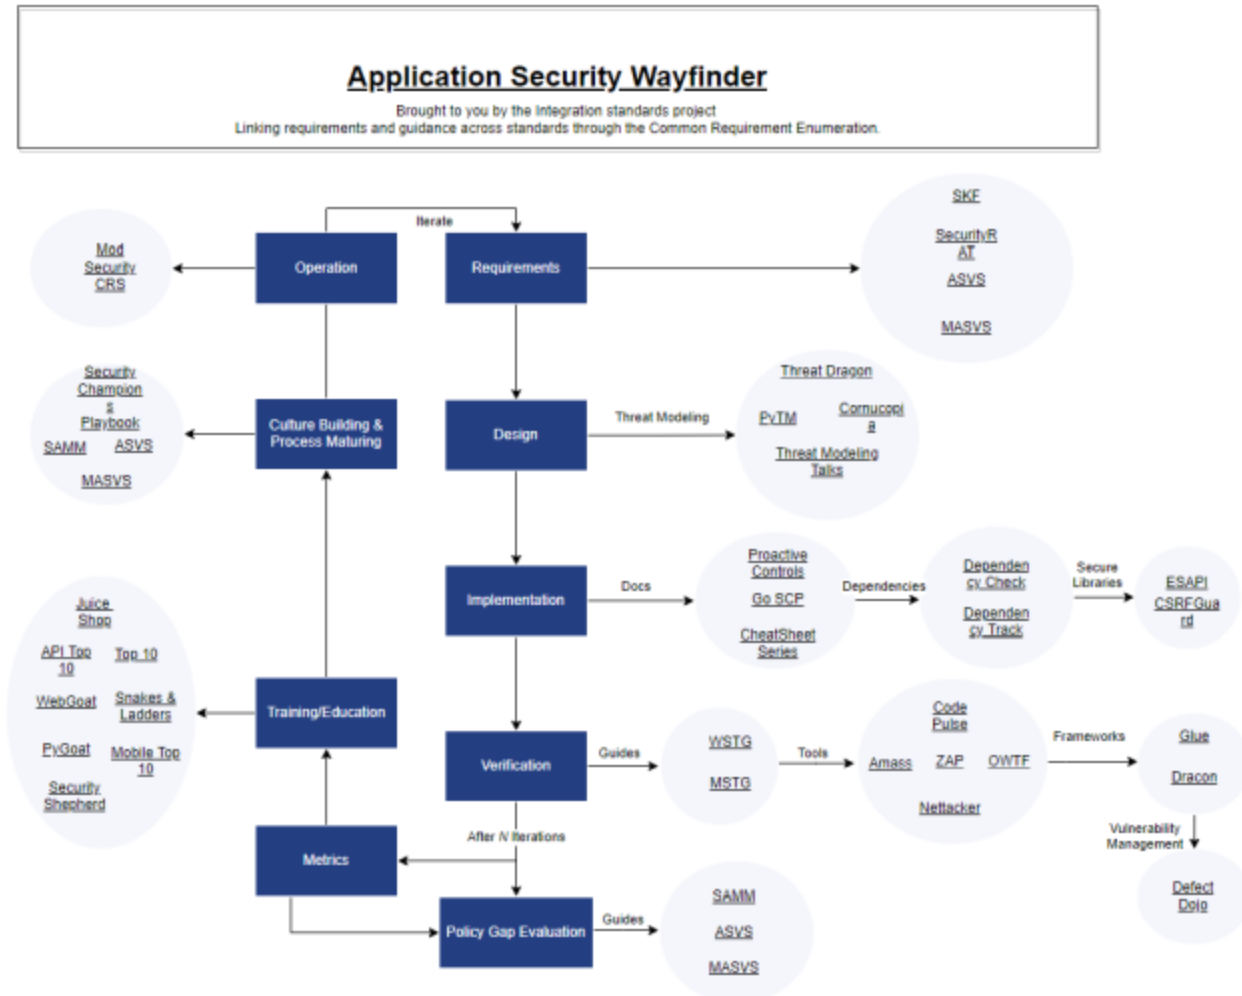 Application Security Wayfinder
Brought to you by the Integration standards project
Linking requirements and guidance across standards through the Common Requirement Enumeration.
Iterate
Mod
Security
CRS
Operation
Requirements
SKF
SecurityR
AT
ASVS
MASVS
Security
Champion
s
Playbook
SAMM
ASVS
MASVS
Culture Building &
Process Maturing
Design
Threat Modeling
Threat Dragon
PyTM
Cornucopi
a
Threat Modeling
Talks
Implementation
Docs
Proactive
Controls
Go SCP
CheatSheet
Series
Dependencies
Dependen
cy Check
Dependen
cy Track
Secure
Libraries
ESAPI
CSRFGua
rd
Juice
Shop
API Top
10
Top 10
WebGoat
Snakes &
Ladders
PyGoat
Mobile Top
10
Security
Shepherd
Training/Education
Verification
Guides
WSTG
MSTG
Tools
Code
Pulse
Amass
ZAP
OWTF
Nettacker
Frameworks
Glue
Dracon
Vulnerability
Management
Defect
Dojo
After N Iterations
Metrics
Policy Gap Evaluation
Guides
SAMM
ASVS
MASVS